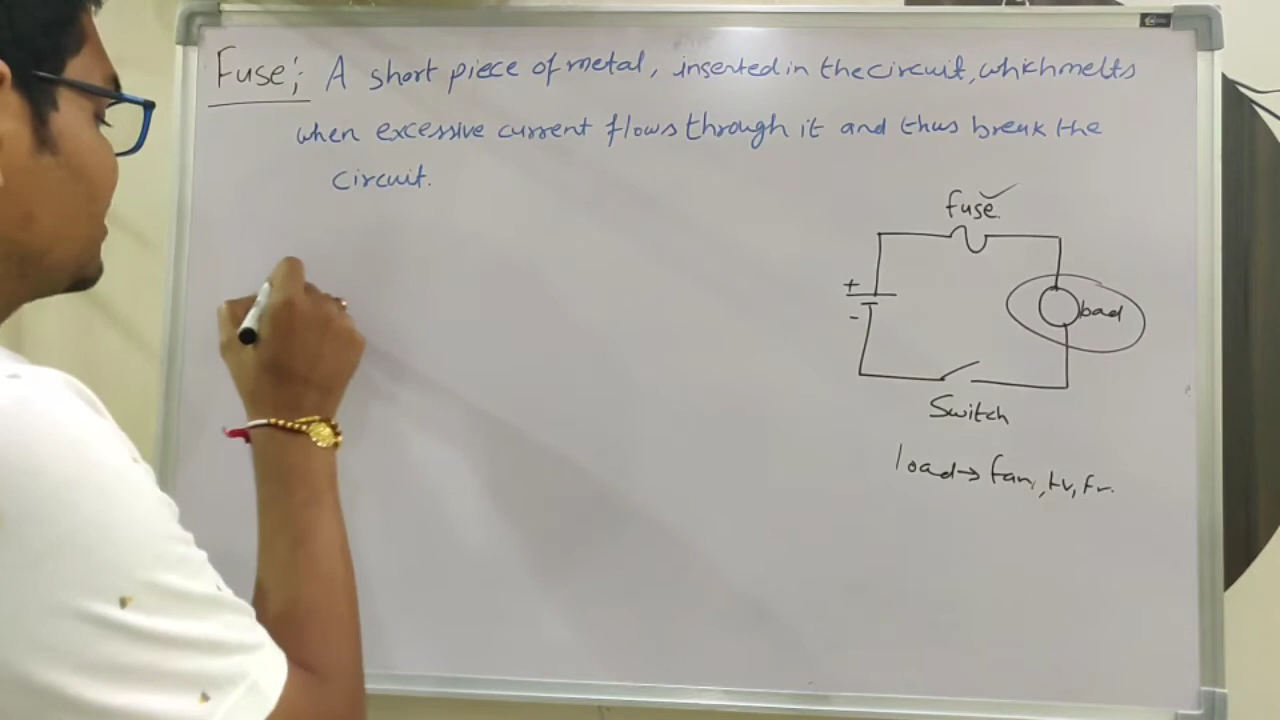 Fuse; A short piece of metal, inserted in the circuit, which melts
when excessive current flows through it and thus break the
circuit.
fuse
+
-
load
Switch
load → fan, tv, fr.